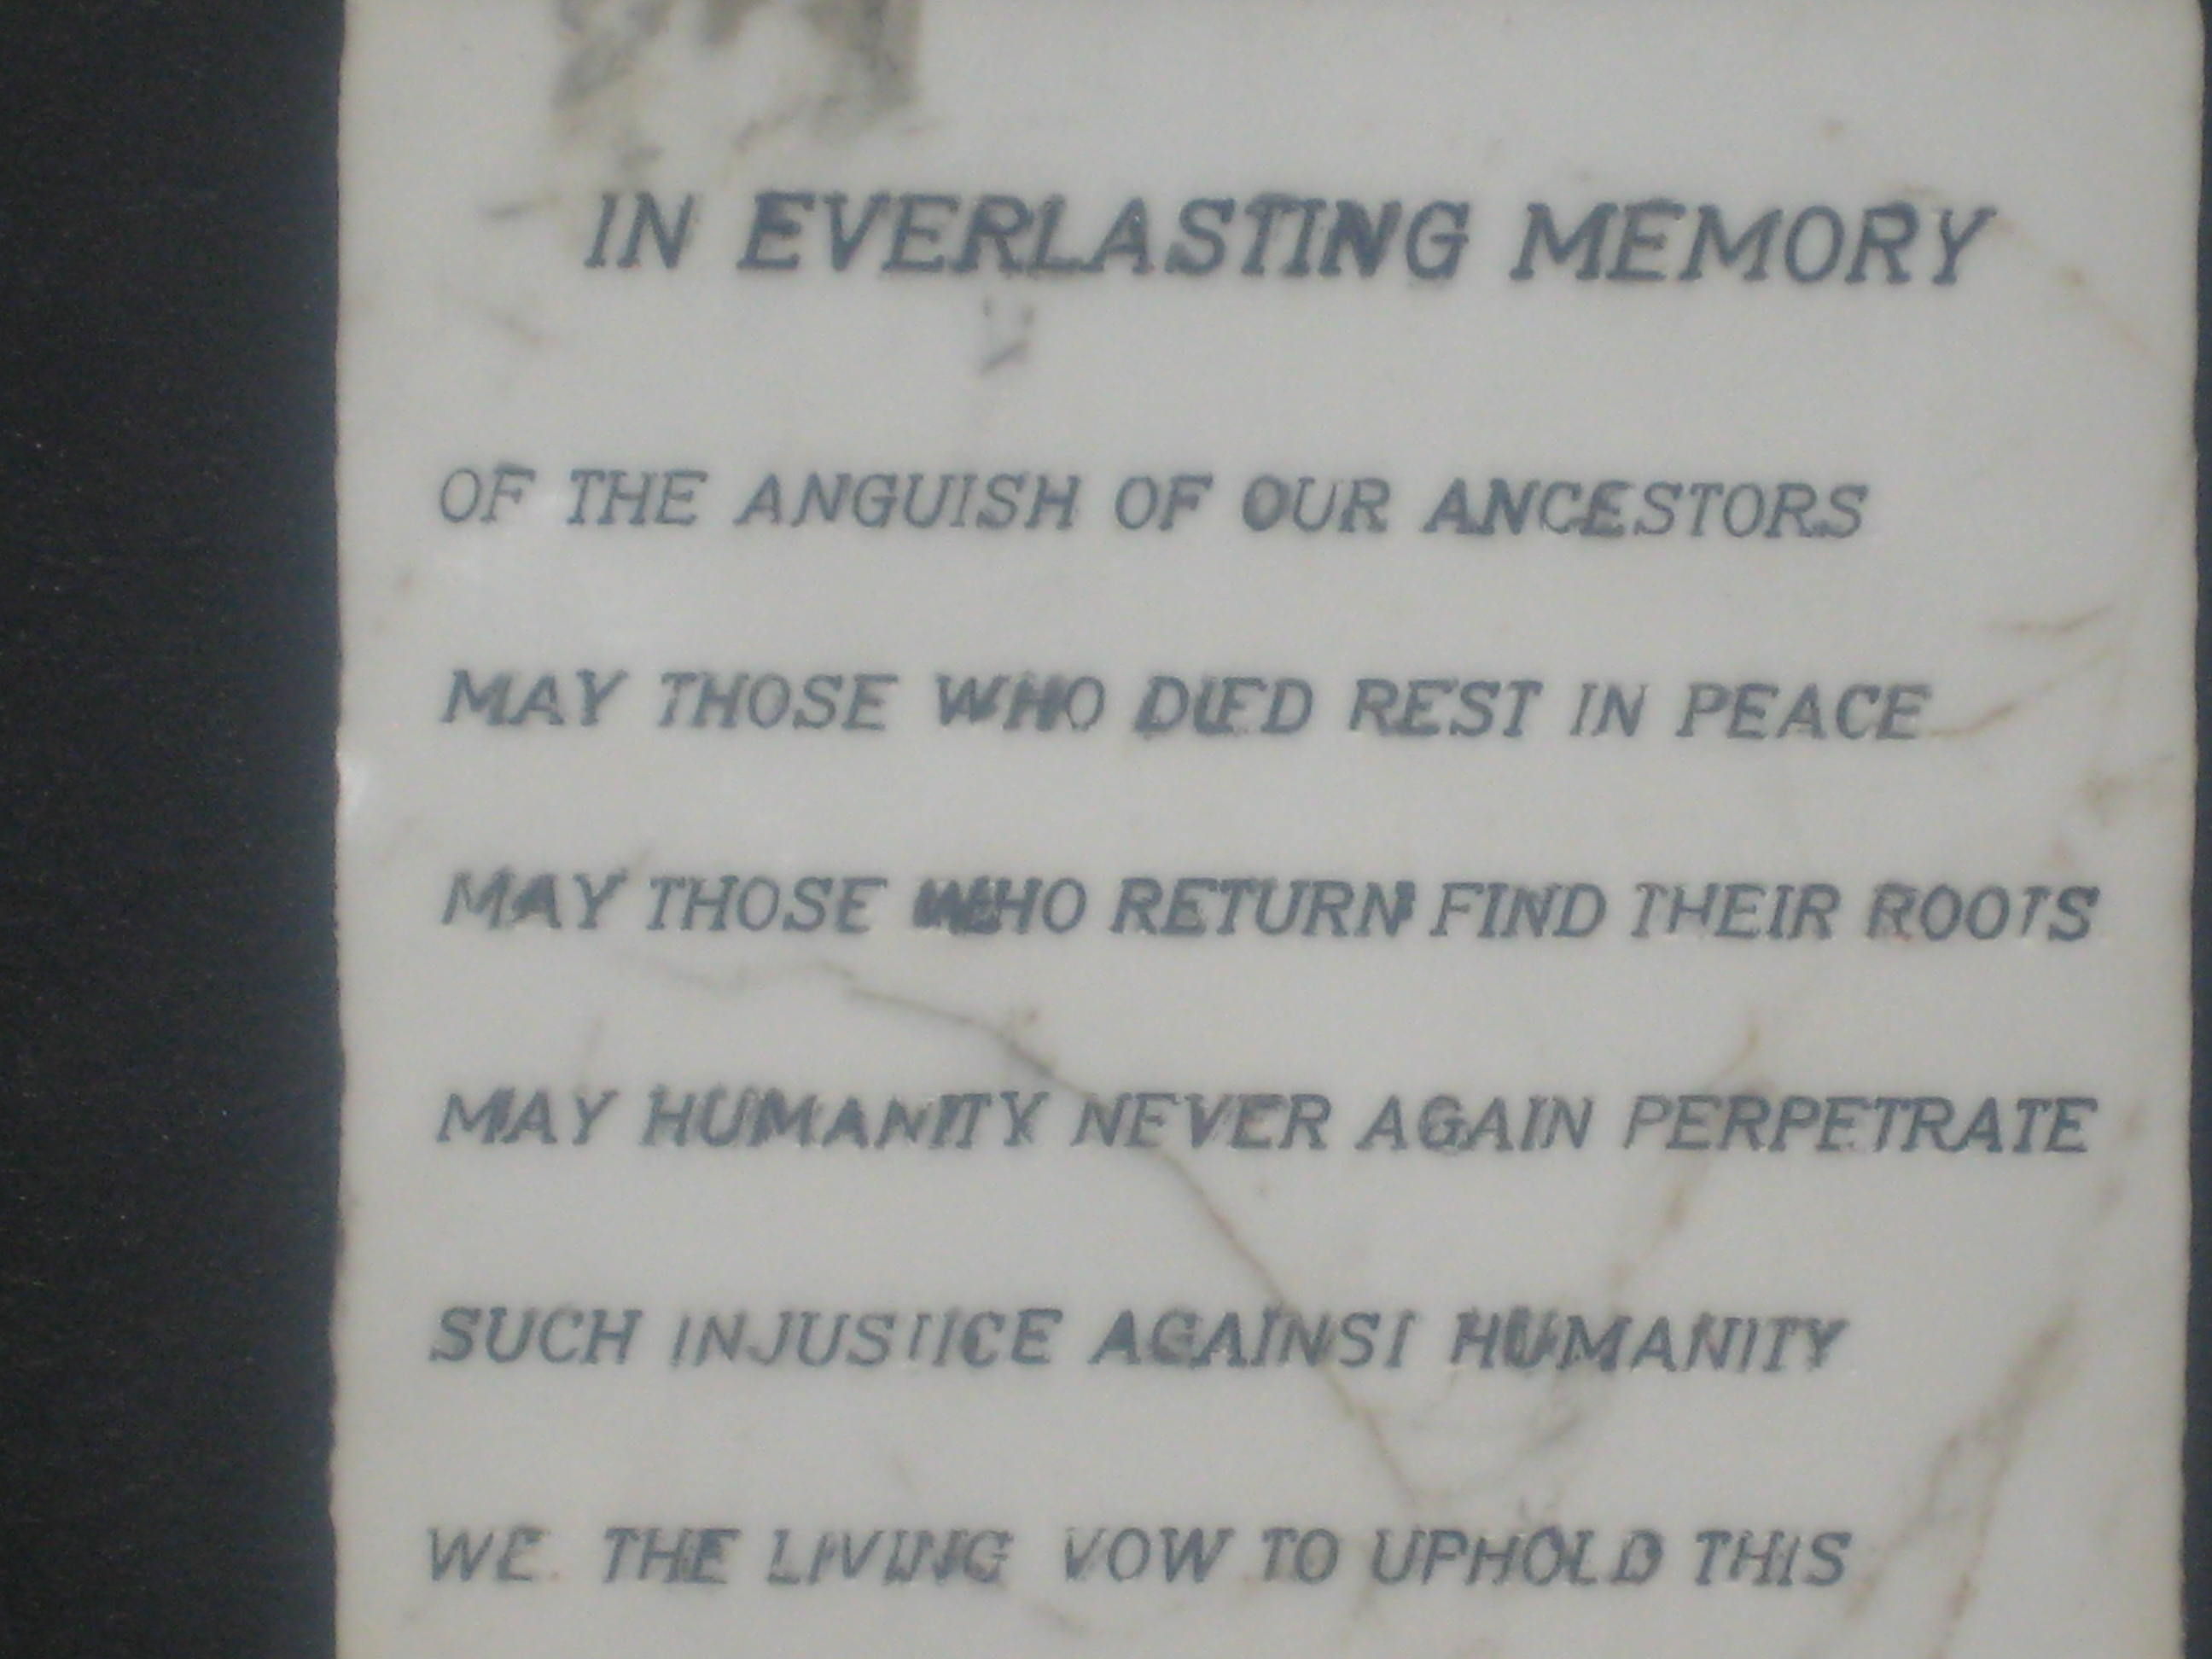 IN EVERLASTING MEMORY
OF THE ANGUISH OF OUR ANCESTORS
MAY THOSE WHO DIED REST IN PEACE
MAY THOSE WHO RETURN FIND THEIR ROOTS
MAY HUMANITY NEVER AGAIN PERPETRATE
SUCH INJUSTICE AGAINST HUMANITY
WE. THE LIVING VOW TO UPHOLD THIS